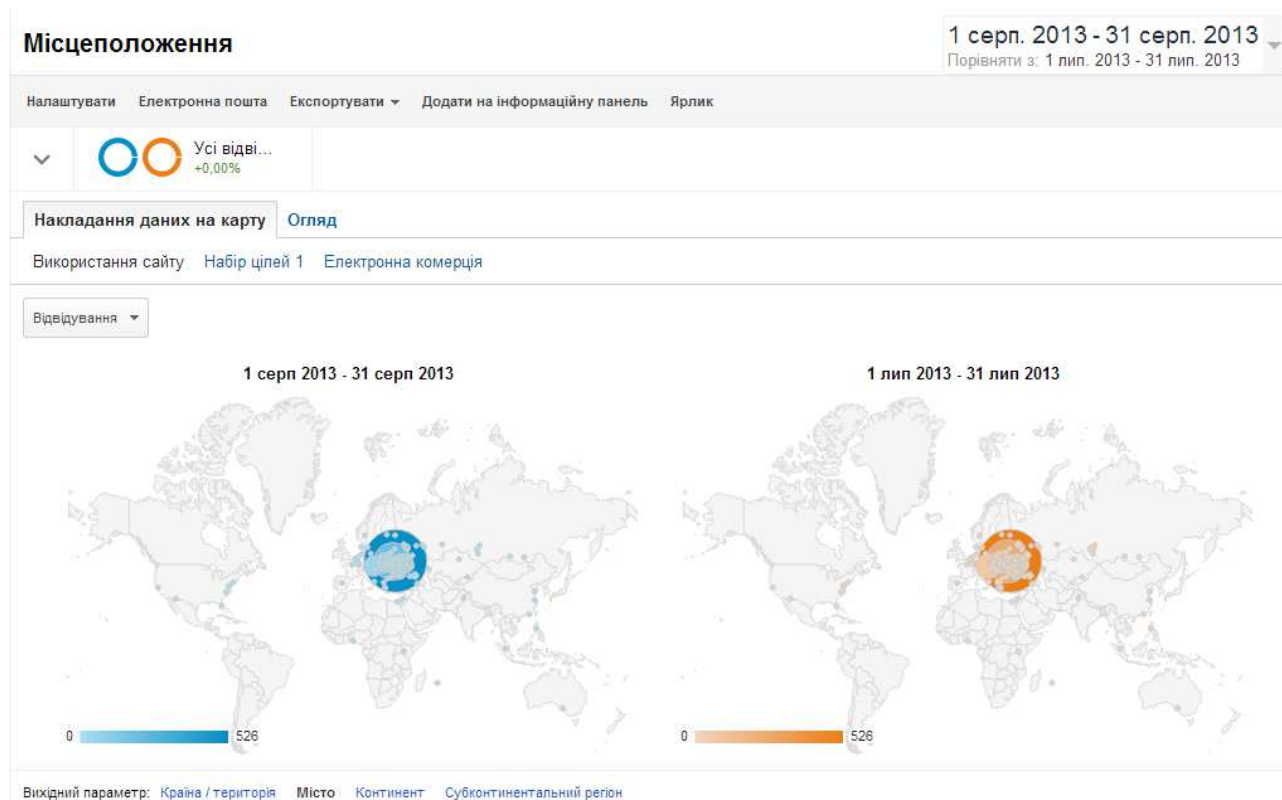 Місцеположення
1 серп. 2013 - 31 серп. 2013
Порівняти з: 1 лип. 2013 - 31 лип. 2013
Налаштувати Електронна пошта Експортувати Додати на інформаційну панель Ярлик
Усі відві...
+0,00%
Накладання даних на карту Огляд
Використання сайту Набір цілей 1 Електронна комерція
Відвідування
1 серп 2013 - 31 серп 2013
1 лип 2013 - 31 лип 2013
0 526
0 526
Вихідний параметр: Країна / територія Місто Континент Субконтинентальний регіон